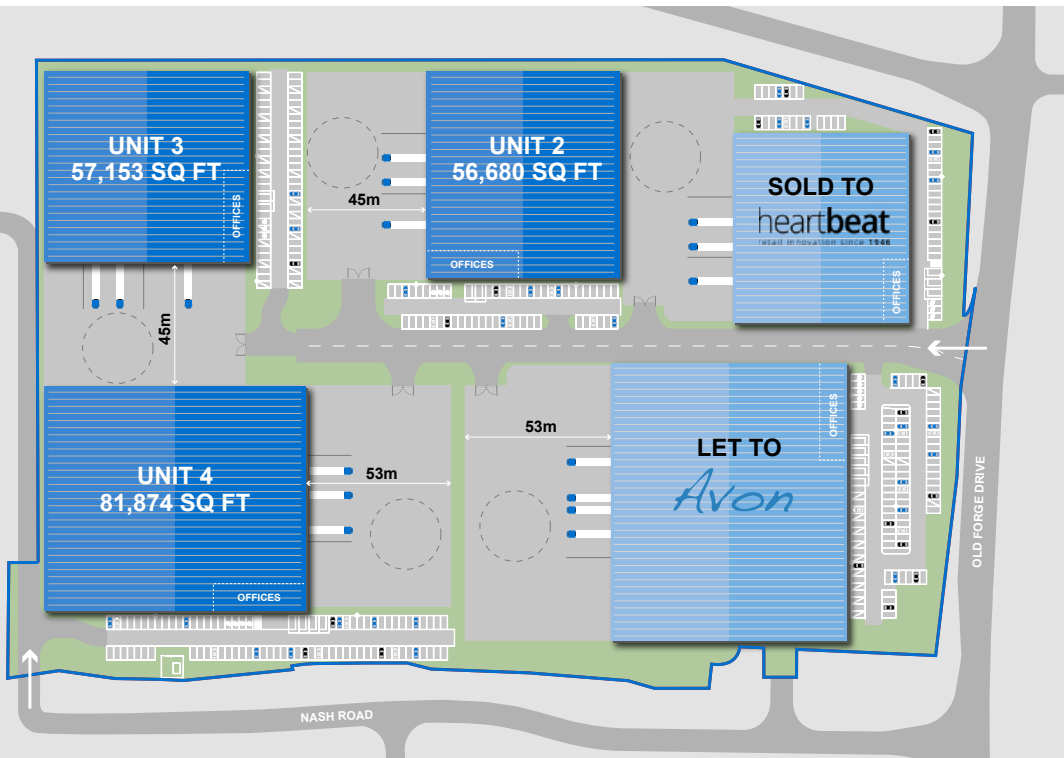 UNIT 3
57,153 SQ FT
OFFICES
UNIT 2
56,680 SQ FT
OFFICES
SOLD TO
heartbeat
retail innovation since 1946
OFFICES
45m
45m
UNIT 4
81,874 SQ FT
OFFICES
53m
53m
LET TO
Avon
OFFICES
OLD FORGE DRIVE
NASH ROAD